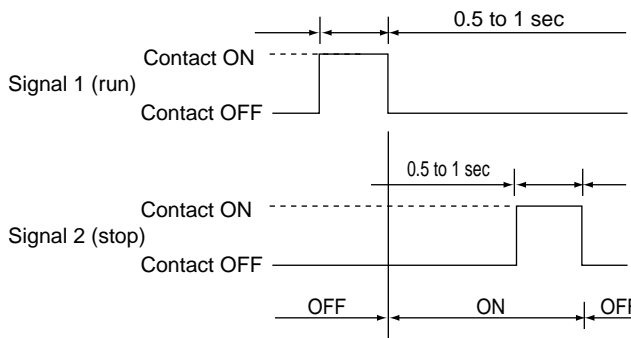 0.5 to 1 sec
Contact ON
Signal 1 (run)
Contact OFF
0.5 to 1 sec
Contact ON
Signal 2 (stop)
Contact OFF
OFF ON OFF